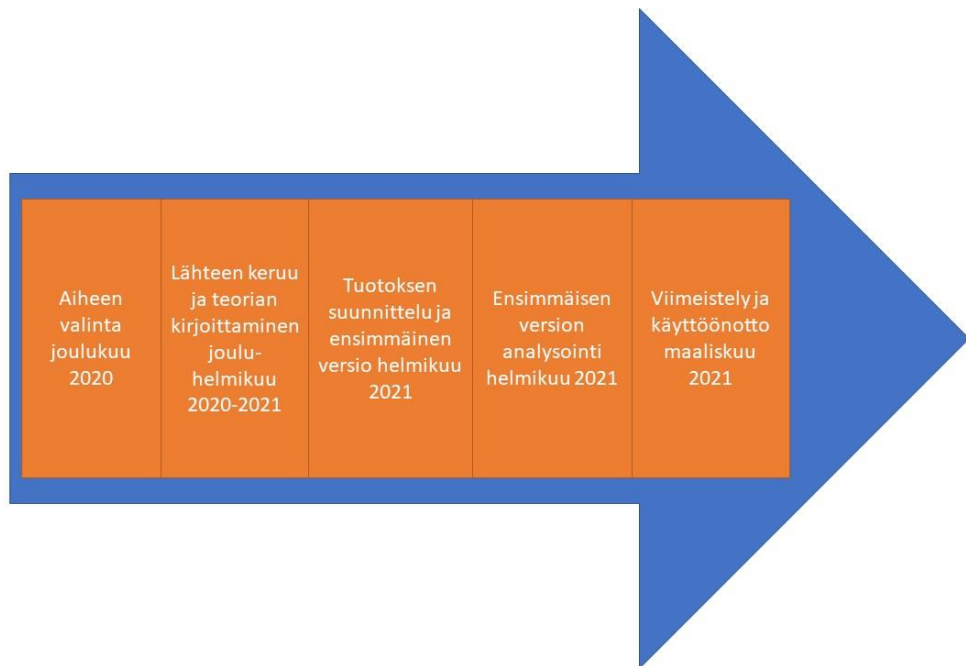 Aiheen
valinta
joulukuu
2020
Lähteen keruu
ja teorian
kirjoittaminen
joulu-
helmikuu
2020-2021
Tuotoksen
suunnittelu ja
ensimmäinen
versio helmikuu
2021
Ensimmäisen
version
analysointi
helmikuu 2021
Viimeistely ja
käyttöönotto
maaliskuu
2021